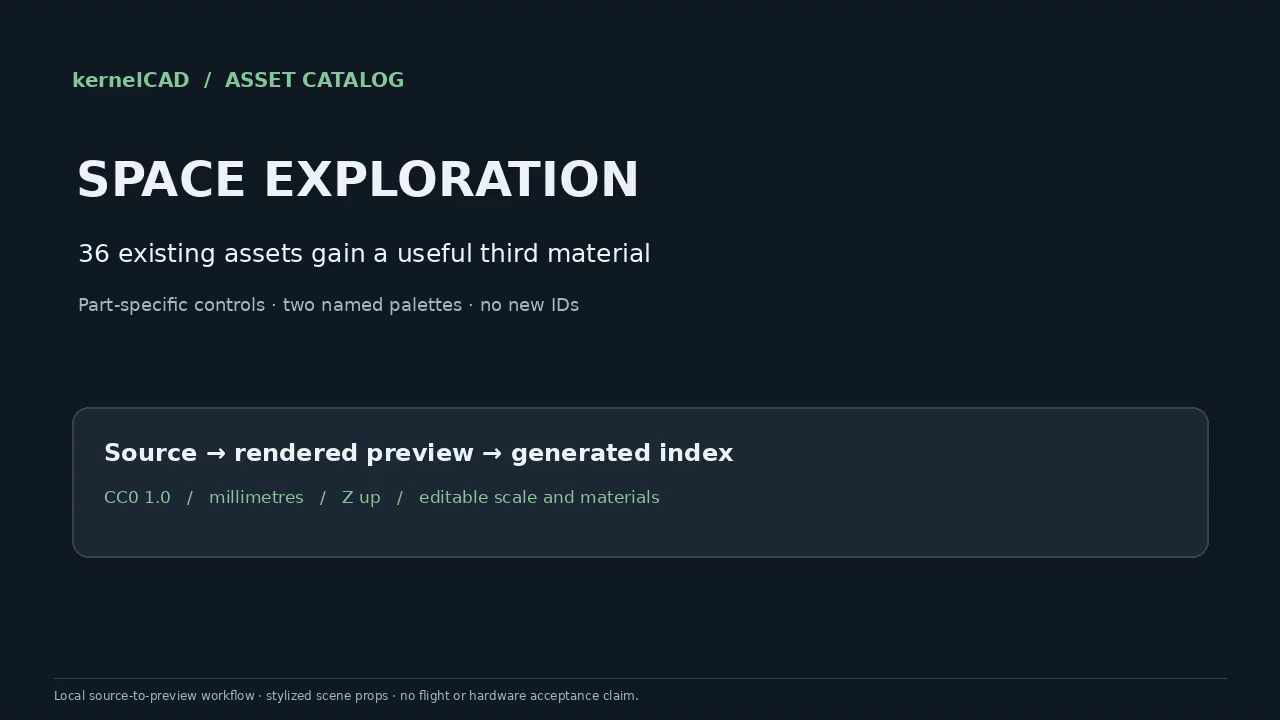 kernelCAD / ASSET CATALOG
SPACE EXPLORATION
36 existing assets gain a useful third material
Part-specific controls · two named palettes · no new IDs
Source → rendered preview → generated index
CC0 1.0 / millimetres / Z up / editable scale and materials
Local source-to-preview workflow · stylized scene props · no flight or hardware acceptance claim.